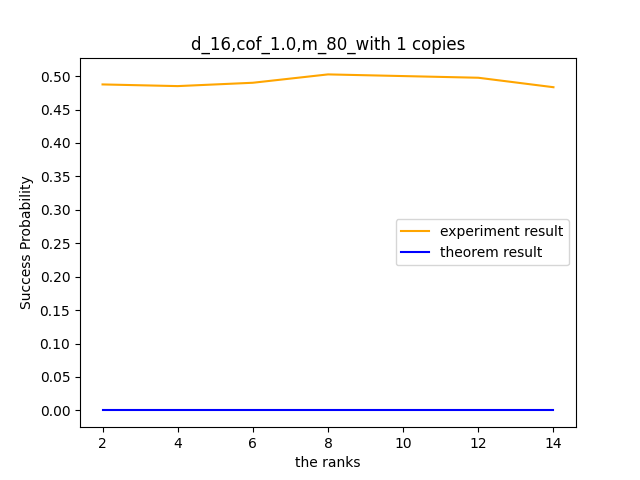 d_16,cof_1.0,m_80_with 1 copies
Success Probability
0.50
0.45
0.40
0.35
0.30
0.25
0.20
0.15
0.10
0.05
0.00
experiment result
theorem result
2 4 6 8 10 12 14
the ranks